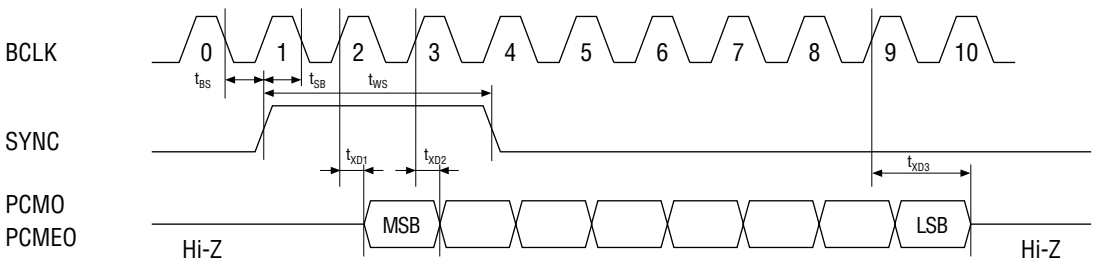 BCLK 0 1 2 3 4 5 6 7 8 9 10
tBS tSB tWS
SYNC
tXD1 tXD2 tXD3
PCMO
PCMEO
MSB LSB
Hi-Z Hi-Z